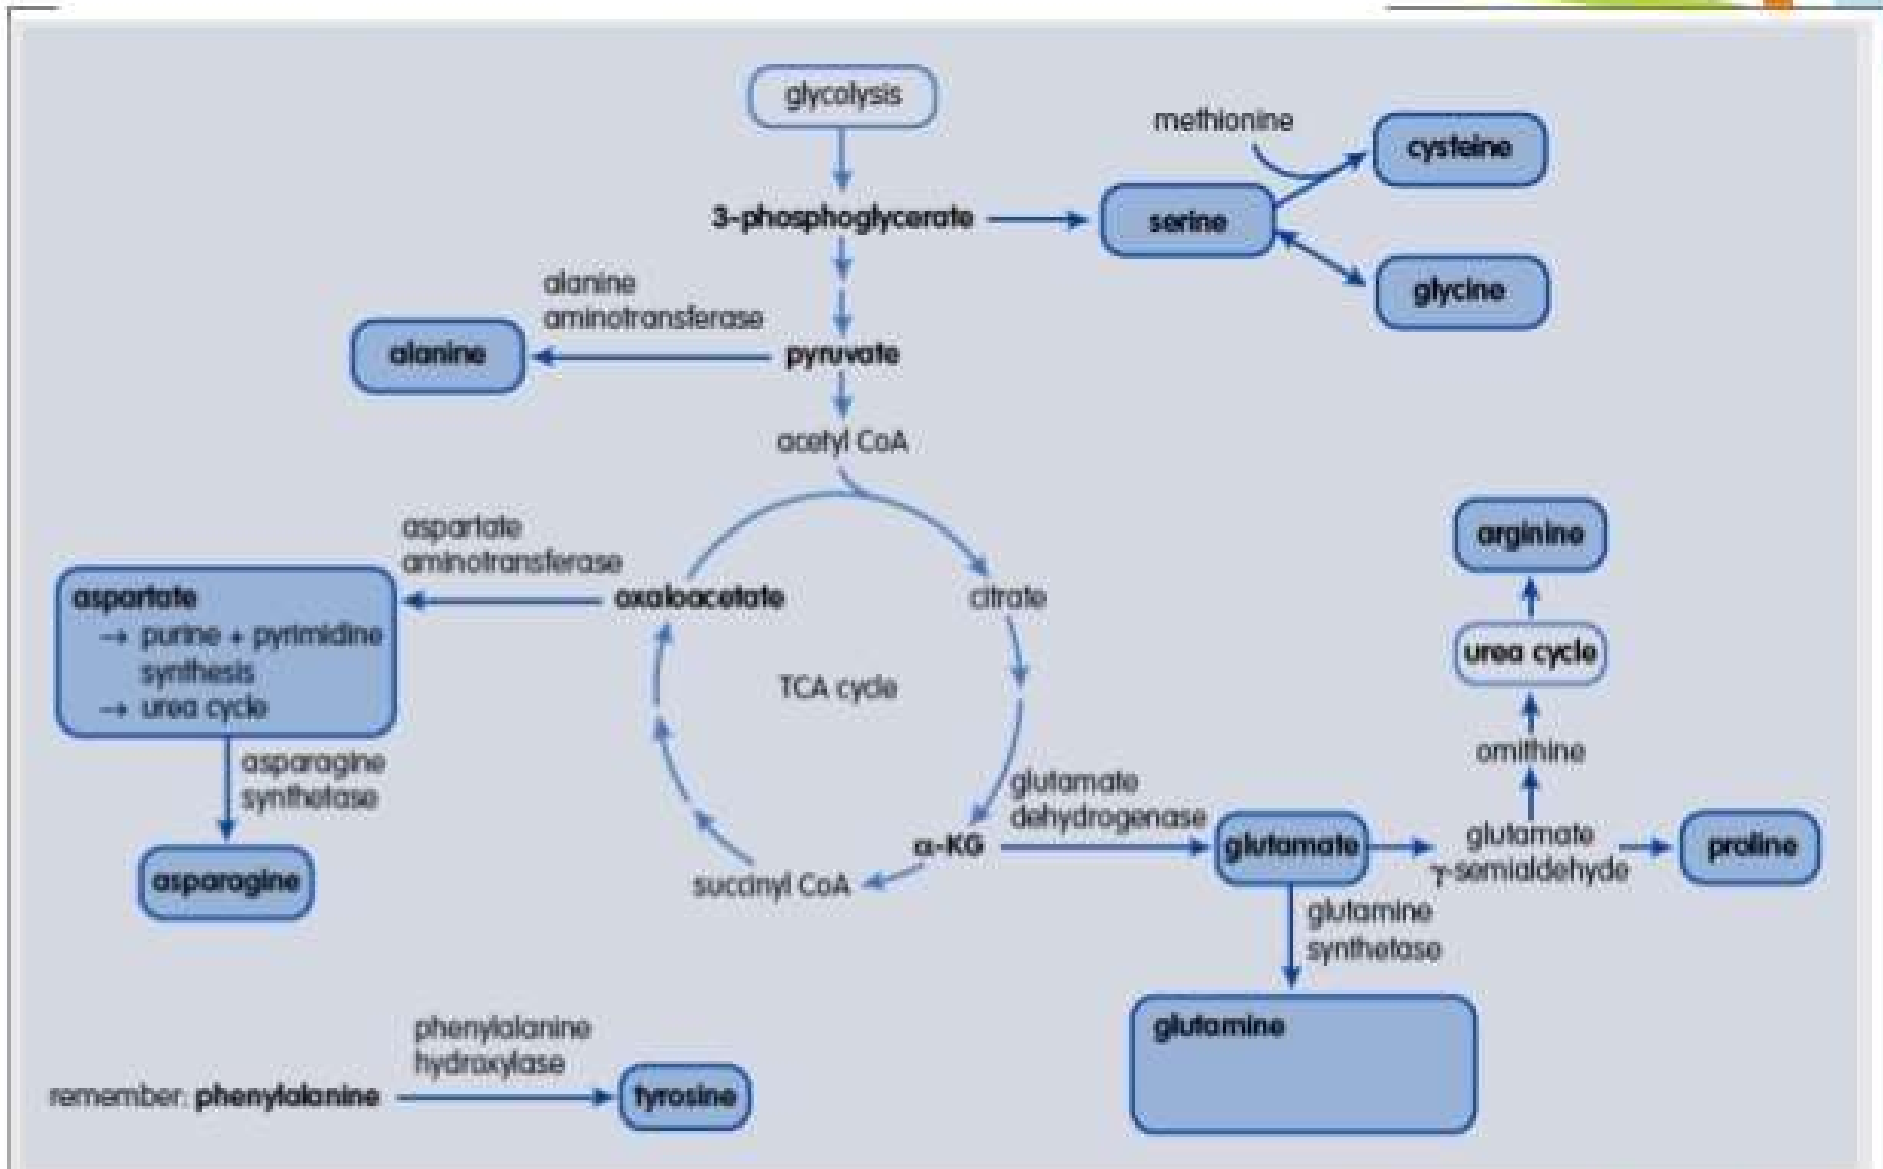 glycolysis
methionine
cysteine
3-phosphoglycerate
serine
glycine
alanine
aminotransferase
alanine
pyruvate
acetyl CoA
aspartate
aminotransferase
arginine
aspartate
→ purine + pyrimidine
synthesis
→ urea cycle
oxaloacetate
citrate
urea cycle
TCA cycle
asparagine
synthetase
ornithine
glutamate
dehydrogenase
α-KG
glutamate
glutamate
γ-semialdehyde
proline
succinyl CoA
asparagine
glutamine
synthetase
glutamine
phenylalanine
hydroxylase
remember: phenylalanine
tyrosine